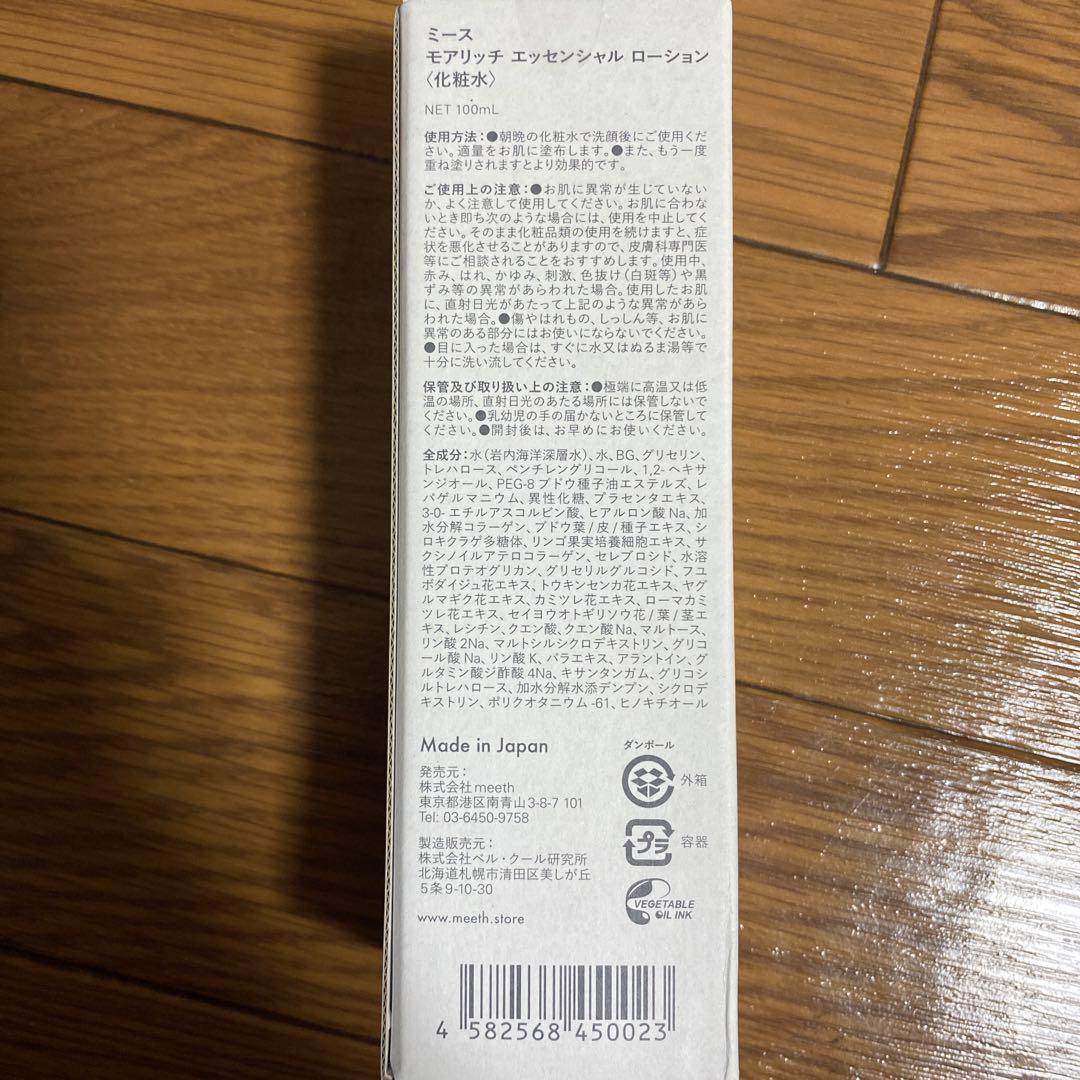 ミース
モアリッチ エッセンシャル ローション
〈化粧水〉
NET 100mL
使用方法：●朝晩の化粧水で洗顔後にご使用くだ
さい。適量をお肌に塗布します。●また、もう一度
重ね塗りされますとより効果的です。
ご使用上の注意：●お肌に異常が生じていない
か、よく注意して使用してください。お肌に合わな
いとき即ち次のような場合には、使用を中止してく
ださい。そのまま化粧品類の使用を続けますと、症
状を悪化させることがありますので、皮膚科専門医
等にご相談されることをおすすめします。使用中、
赤み、はれ、かゆみ、刺激、色抜け(白斑等)や黒
ずみ等の異常があらわれた場合。使用したお肌
に、直射日光があたって上記のような異常があら
われた場合。●傷やはれもの、しっしん等、お肌に
異常のある部分にはお使いにならないでください。
●目に入った場合は、すぐに水又はぬるま湯等で
十分に洗い流してください。
保管及び取り扱い上の注意：●極端に高温又は低
温の場所、直射日光のあたる場所には保管しないで
ください。●乳幼児の手の届かないところに保管して
ください。●開封後は、お早めにお使いください。
全成分：水(岩内海洋深層水)、水、BG、グリセリン、
トレハロース、ペンチレングリコール、1,2-ヘキサ
ンジオール、PEG-8 ブドウ種子油エステルズ、レ
パゲルマニウム、異性化糖、プラセンタエキス、
3-0- エチルアスコルビン酸、ヒアルロン酸 Na、加
水分解コラーゲン、ブドウ葉/皮/種子エキス、シ
ロキクラゲ多糖体、リンゴ果実培養細胞エキス、サ
クシノイルアテロコラーゲン、セレブロシド、水溶
性プロテオグリカン、グリセリルグルコシド、フユ
ボダイジュ花エキス、トウキンセンカ花エキス、ヤグ
ルマギク花エキス、カミツレ花エキス、ローマカミ
ツレ花エキス、セイヨウオトギリソウ花/葉/茎エ
キス、レシチン、クエン酸、クエン酸 Na、マルトース、
リン酸 2Na、マルトシルシクロデキストリン、グリコ
ール酸 Na、リン酸 K、バラエキス、アラントイン、グ
ルタミン酸ジ酢酸 4Na、キサンタンガム、グリコシ
ルトレハロース、加水分解水添デンプン、シクロデ
キストリン、ポリクオタニウム -61、ヒノキチオール
Made in Japan
発売元：
株式会社meeth
東京都港区南青山3-8-7 101
Tel: 03-6450-9758
製造販売元：
株式会社ベル・クール研究所
北海道札幌市清田区美しが丘
5条9-10-30
www.meeth.store
ダンボール
外箱
プラ
容器
VEGETABLE
OIL INK
4 582568 450023